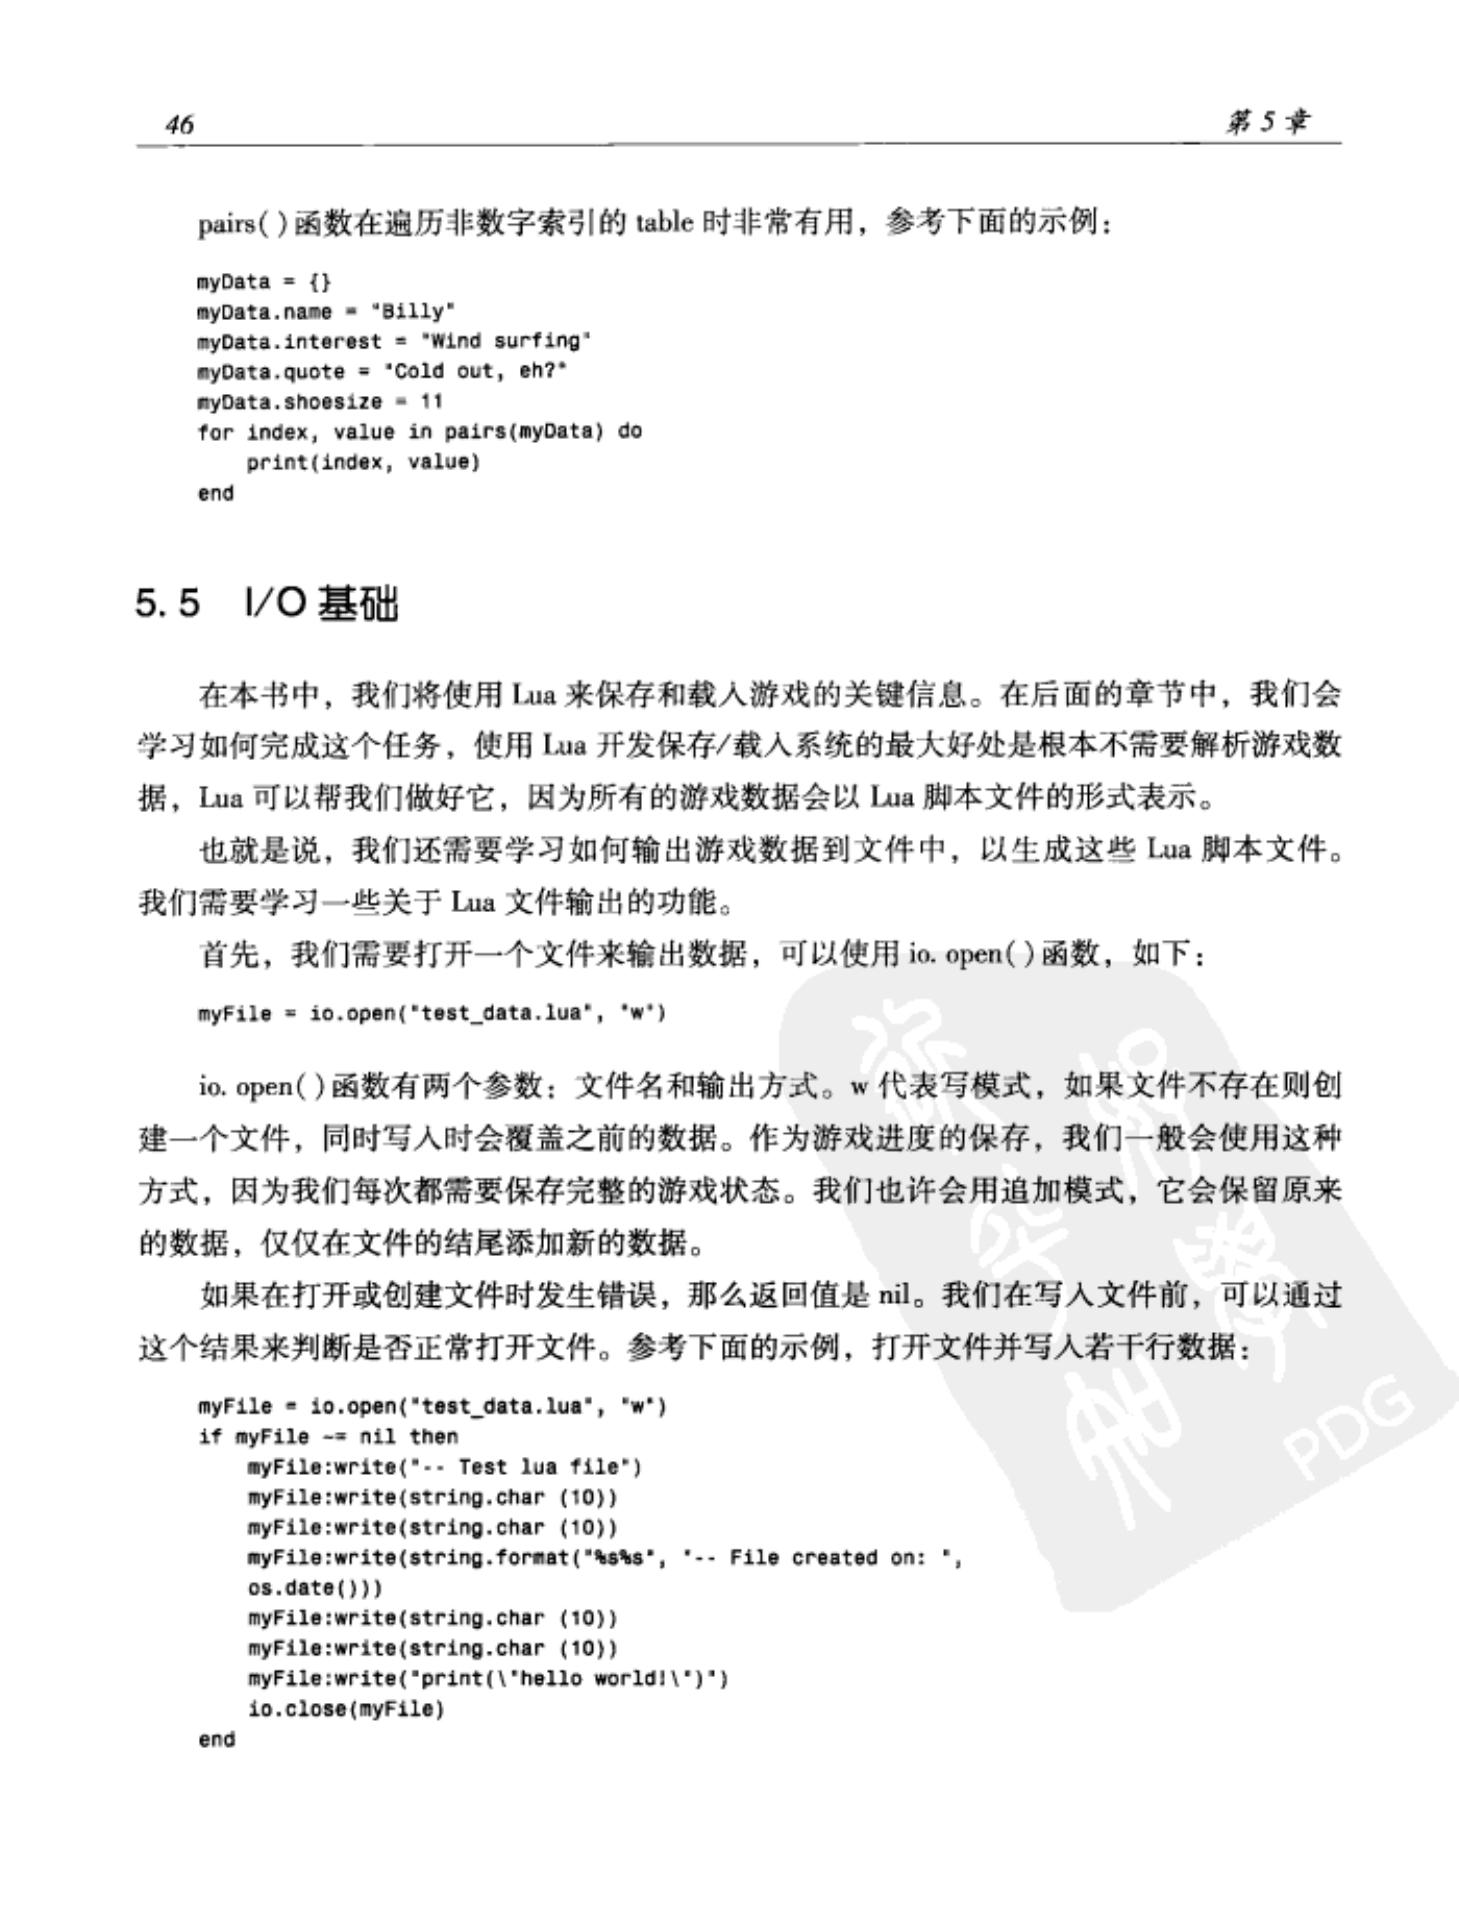 46
第 5 章
pairs( )函数在遍历非数字索引的 table 时非常有用，参考下面的示例：
myData = {}
myData.name = "Billy"
myData.interest = "Wind surfing"
myData.quote = "Cold out, eh?"
myData.shoesize = 11
for index, value in pairs(myData) do
    print(index, value)
end
5.5 I/O 基础
在本书中，我们将使用 Lua 来保存和载入游戏的关键信息。在后面的章节中，我们会
学习如何完成这个任务，使用 Lua 开发保存/载入系统的最大好处是根本不需要解析游戏数
据，Lua 可以帮我们做好它，因为所有的游戏数据会以 Lua 脚本文件的形式表示。
也就是说，我们还需要学习如何输出游戏数据到文件中，以生成这些 Lua 脚本文件。
我们需要学习一些关于 Lua 文件输出的功能。
首先，我们需要打开一个文件来输出数据，可以使用 io. open( )函数，如下：
myFile = io.open("test_data.lua", "w")
io. open( )函数有两个参数：文件名和输出方式。w 代表写模式，如果文件不存在则创
建一个文件，同时写入时会覆盖之前的数据。作为游戏进度的保存，我们一般会使用这种
方式，因为我们每次都需要保存完整的游戏状态。我们也许会用追加模式，它会保留原来
的数据，仅仅在文件的结尾添加新的数据。
如果在打开或创建文件时发生错误，那么返回值是 nil。我们在写入文件前，可以通过
这个结果来判断是否正常打开文件。参考下面的示例，打开文件并写入若干行数据：
myFile = io.open("test_data.lua", "w")
if myFile ~= nil then
    myFile:write("-- Test lua file")
    myFile:write(string.char (10))
    myFile:write(string.char (10))
    myFile:write(string.format("%s%s", "-- File created on: ",
    os.date()))
    myFile:write(string.char (10))
    myFile:write(string.char (10))
    myFile:write("print(\"hello world!\")")
    io.close(myFile)
end
PDG